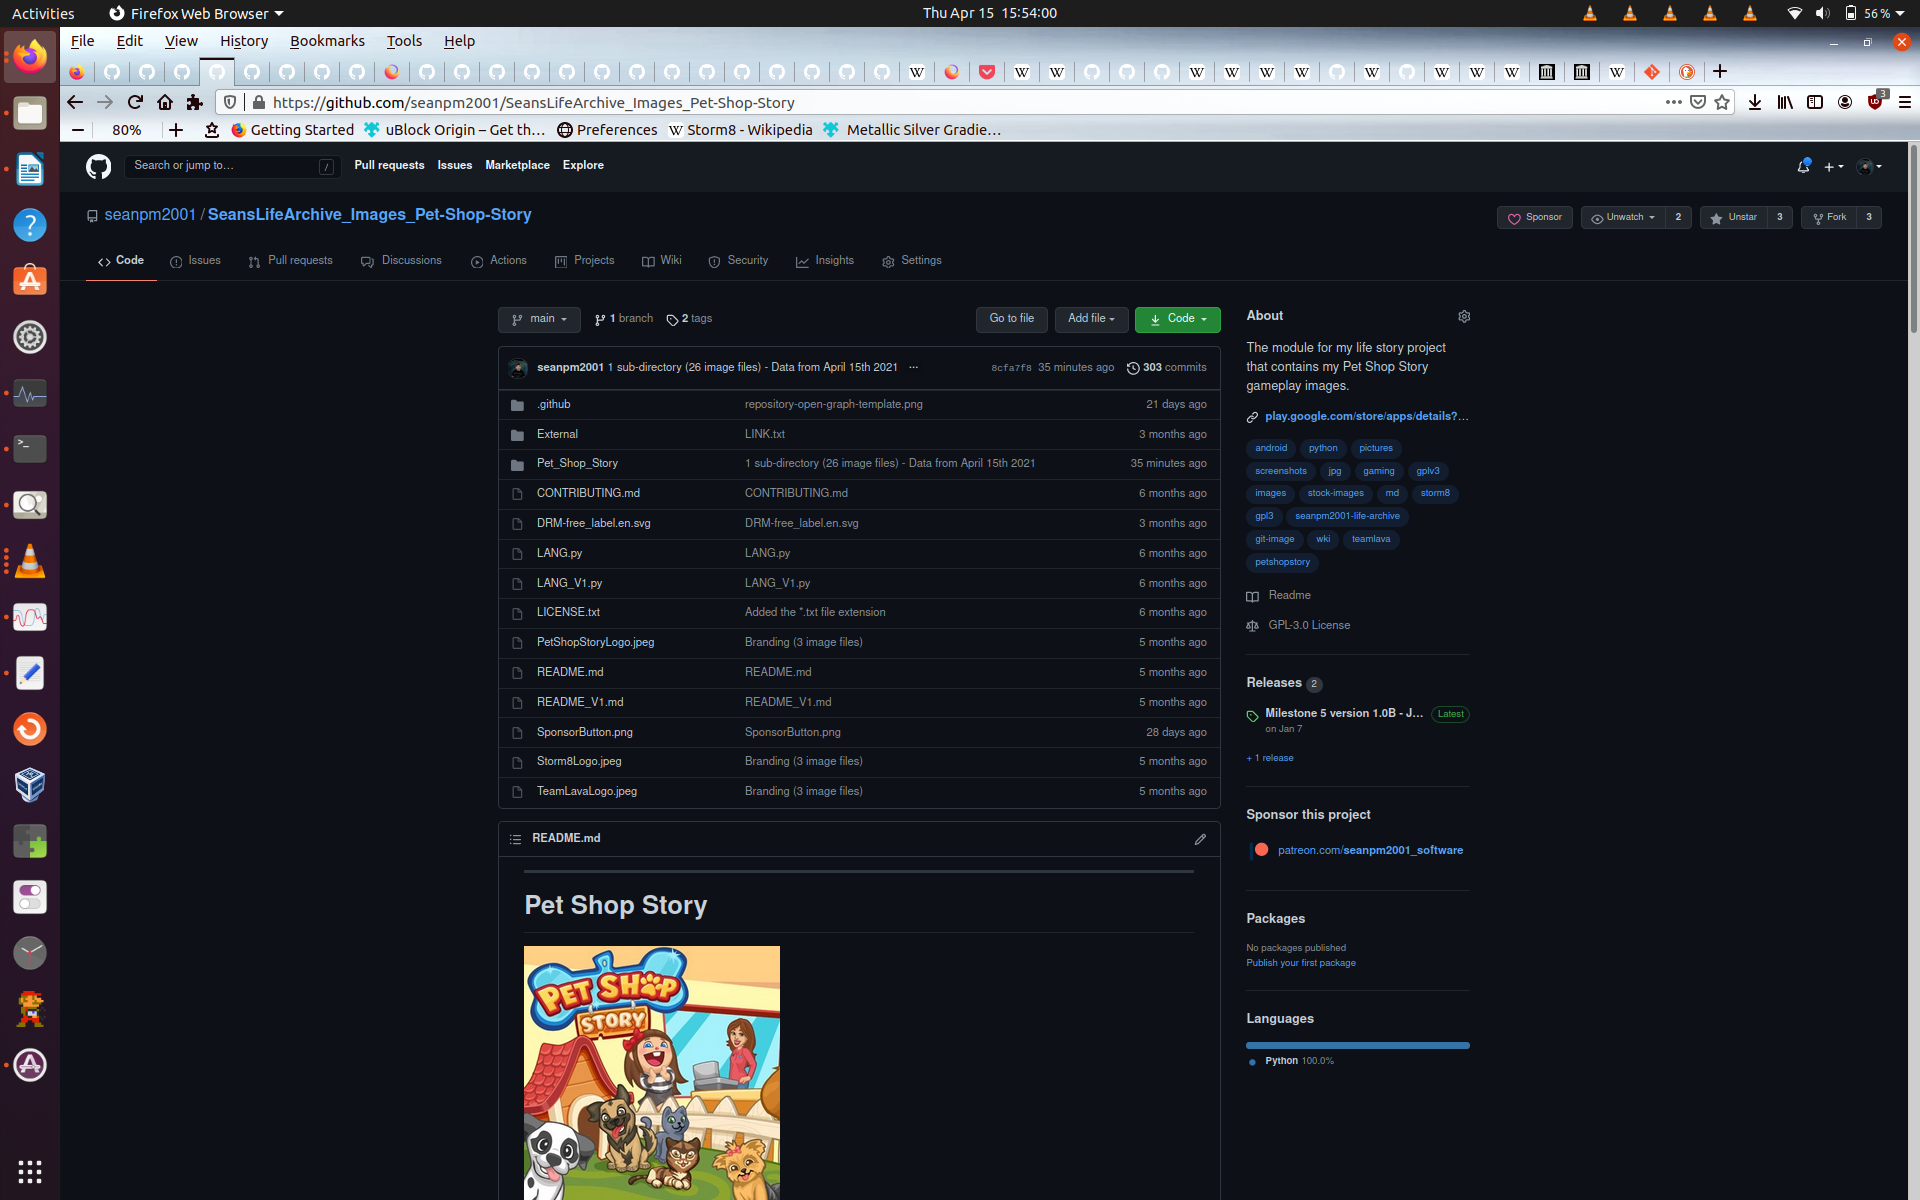 Activities
Firefox Web Browser
Thu Apr 15 15:54:00
56 %
File Edit View History Bookmarks Tools Help
https://github.com/seanpm2001/SeansLifeArchive_Images_Pet-Shop-Story
3
80%
Getting Started
uBlock Origin – Get th…
Preferences
Storm8 - Wikipedia
Metallic Silver Gradie…
Search or jump to…
/
Pull requests Issues Marketplace Explore
seanpm2001 / SeansLifeArchive_Images_Pet-Shop-Story
Sponsor
Unwatch 2
Unstar 3
Fork 3
Code Issues Pull requests Discussions Actions Projects Wiki Security Insights Settings
main 1 branch 2 tags Go to file Add file Code
seanpm2001 1 sub-directory (26 image files) - Data from April 15th 2021 ... 8cfa7f8 35 minutes ago 303 commits
.github repository-open-graph-template.png 21 days ago
External LINK.txt 3 months ago
Pet_Shop_Story 1 sub-directory (26 image files) - Data from April 15th 2021 35 minutes ago
CONTRIBUTING.md CONTRIBUTING.md 6 months ago
DRM-free_label.en.svg DRM-free_label.en.svg 3 months ago
LANG.py LANG.py 6 months ago
LANG_V1.py LANG_V1.py 6 months ago
LICENSE.txt Added the *.txt file extension 6 months ago
PetShopStoryLogo.jpeg Branding (3 image files) 5 months ago
README.md README.md 5 months ago
README_V1.md README_V1.md 5 months ago
SponsorButton.png SponsorButton.png 28 days ago
Storm8Logo.jpeg Branding (3 image files) 5 months ago
TeamLavaLogo.jpeg Branding (3 image files) 5 months ago
README.md
Pet Shop Story
PET SHOP
STORY
About
The module for my life story project
that contains my Pet Shop Story
gameplay images.
play.google.com/store/apps/details?…
android python pictures
screenshots jpg gaming gplv3
images stock-images md storm8
gpl3 seanpm2001-life-archive
git-image wki teamlava
petshopstory
Readme
GPL-3.0 License
Releases 2
Milestone 5 version 1.0B - J… Latest
on Jan 7
+ 1 release
Sponsor this project
patreon.com/seanpm2001_software
Packages
No packages published
Publish your first package
Languages
Python 100.0%